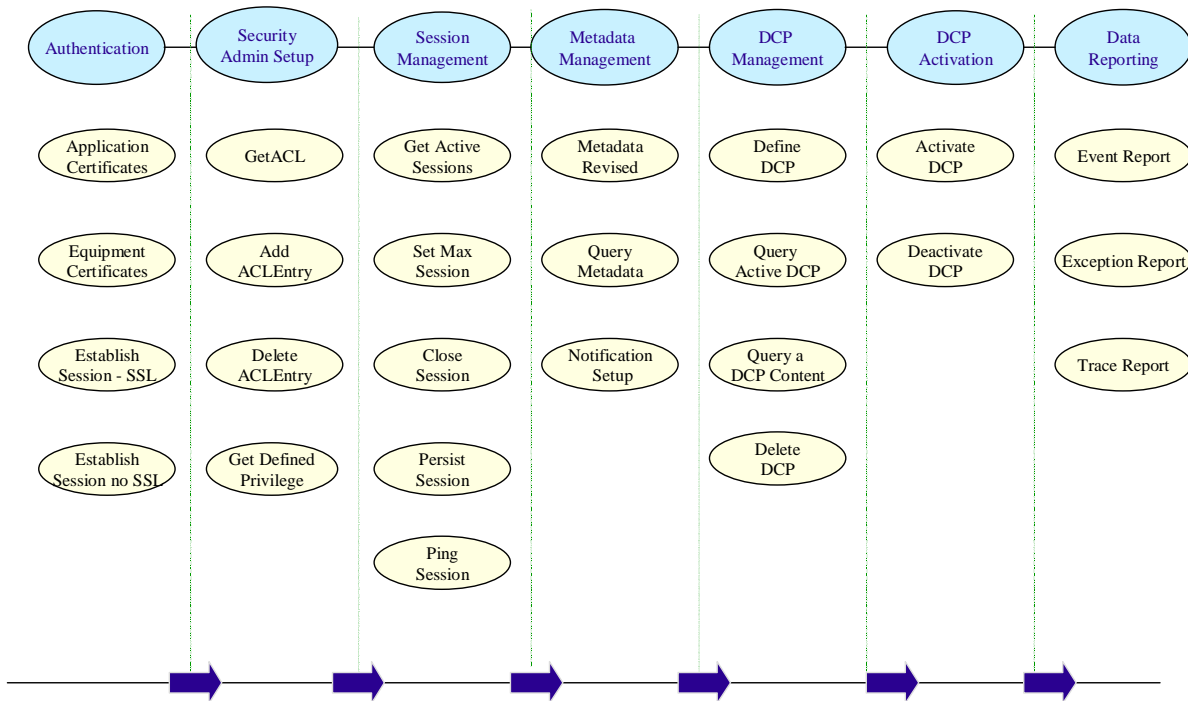 Authentication
Security
Admin Setup
Session
Management
Metadata
Management
DCP
Management
DCP
Activation
Data
Reporting
Application
Certificates
GetACL
Get Active
Sessions
Metadata
Revised
Define
DCP
Activate
DCP
Event Report
Equipment
Certificates
Add
ACLEntry
Set Max
Session
Query
Metadata
Query
Active DCP
Deactivate
DCP
Exception Report
Establish
Session - SSL
Delete
ACLEntry
Close
Session
Notification
Setup
Query a
DCP Content
Trace Report
Establish
Session no SSL
Get Defined
Privilege
Persist
Session
Delete
DCP
Ping
Session